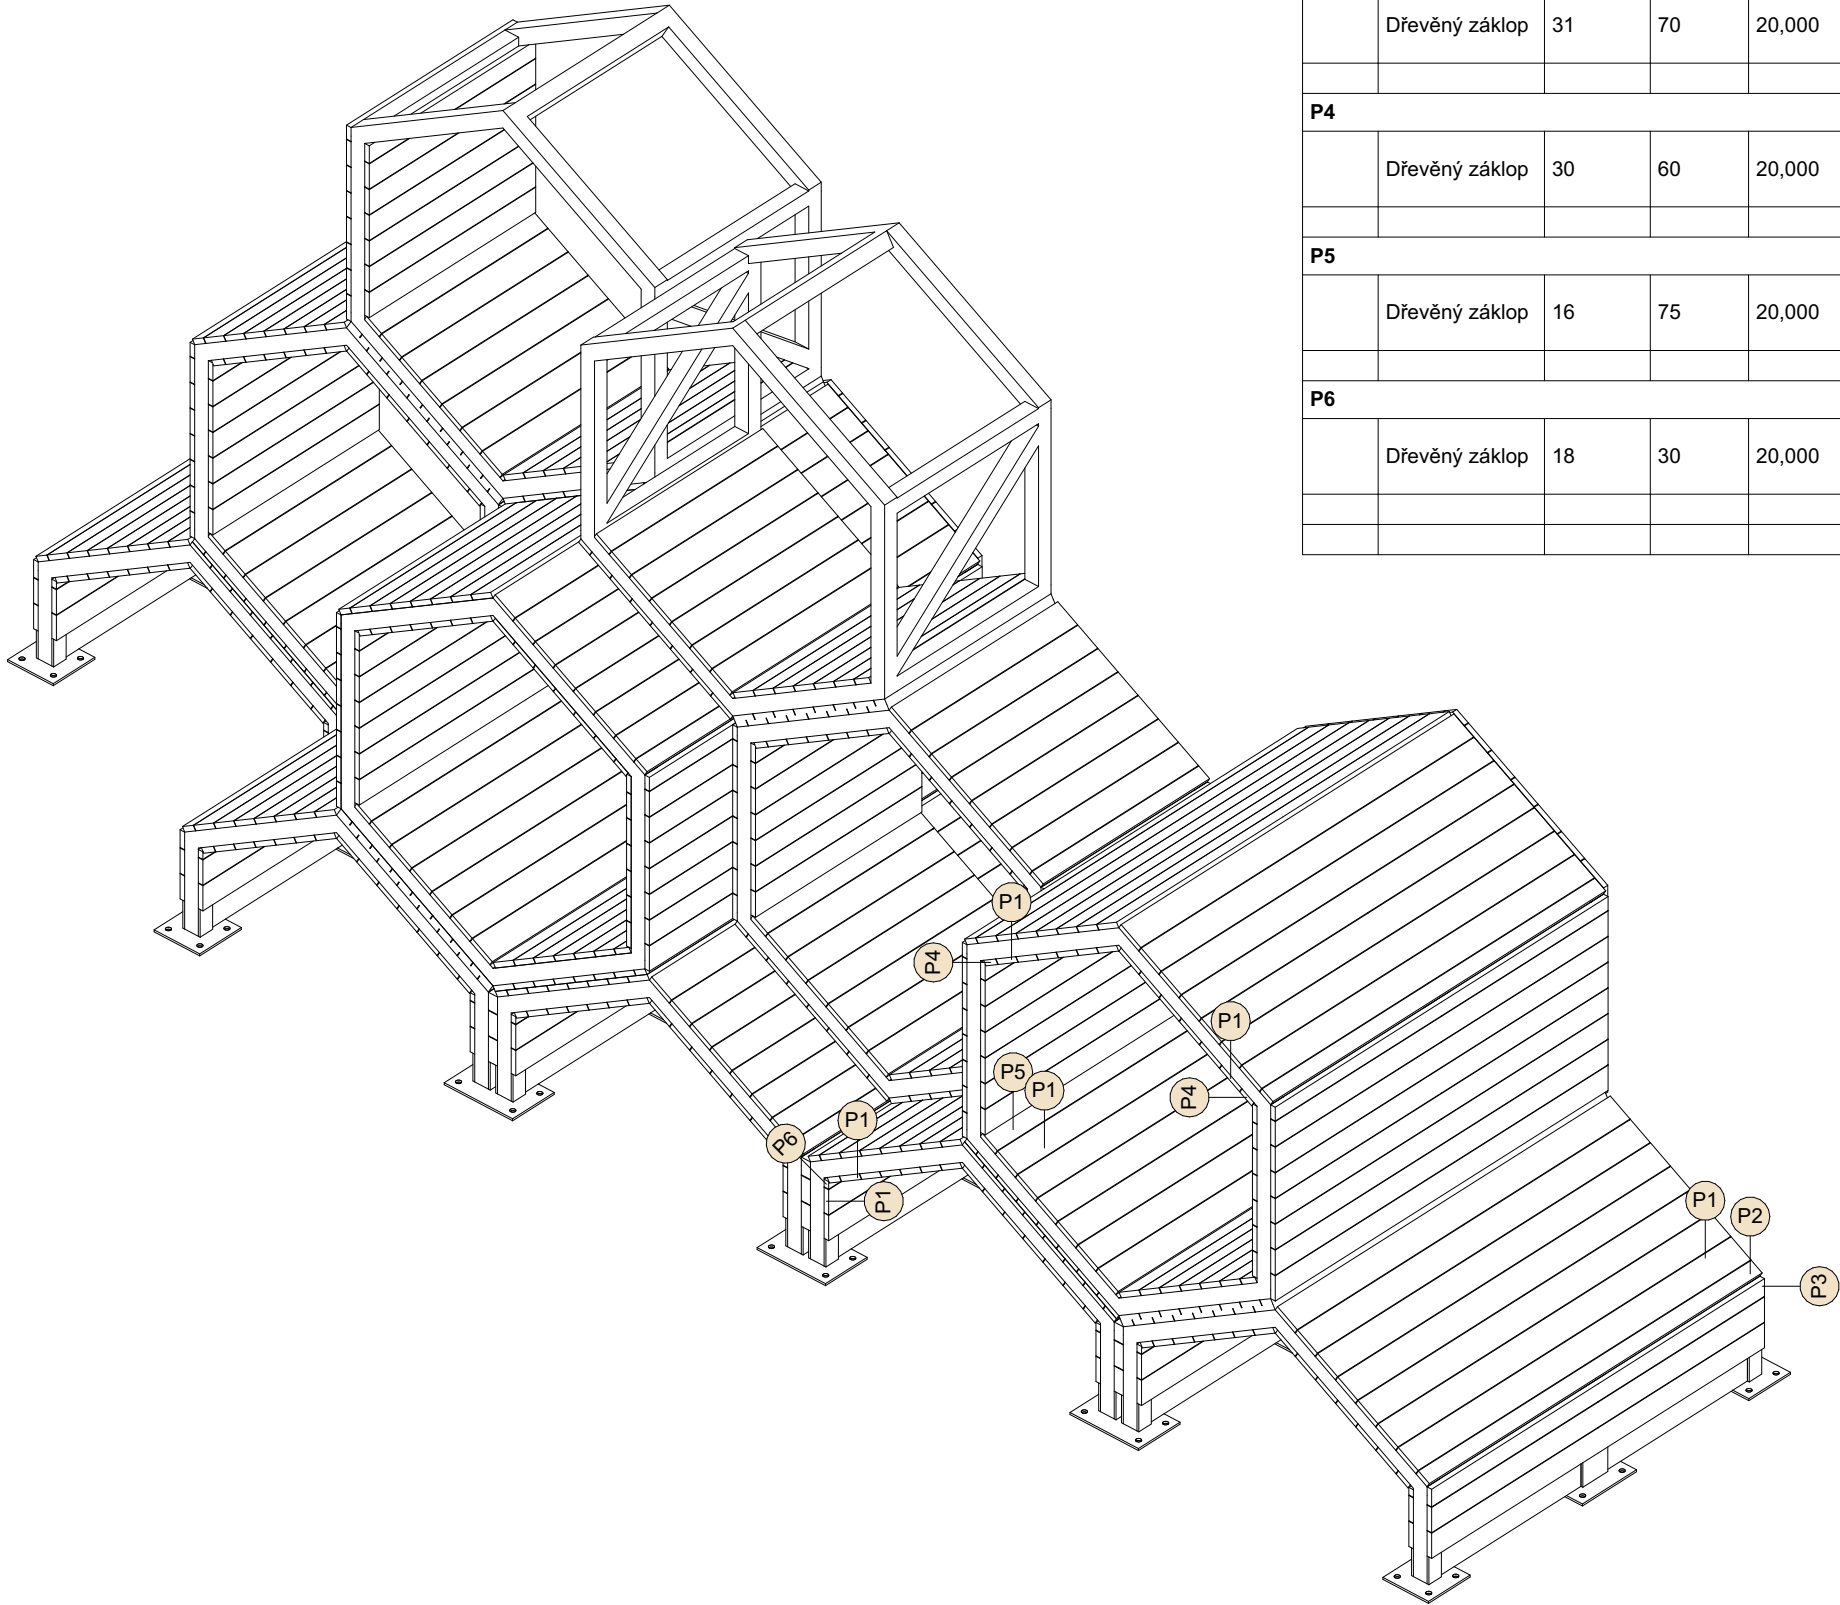 Dřevěný záklop 31 70 20,000
P4
Dřevěný záklop 30 60 20,000
P5
Dřevěný záklop 16 75 20,000
P6
Dřevěný záklop 18 30 20,000
P1
P4
P1
P5
P1
P4
P1
P6
P1
P1
P2
P3